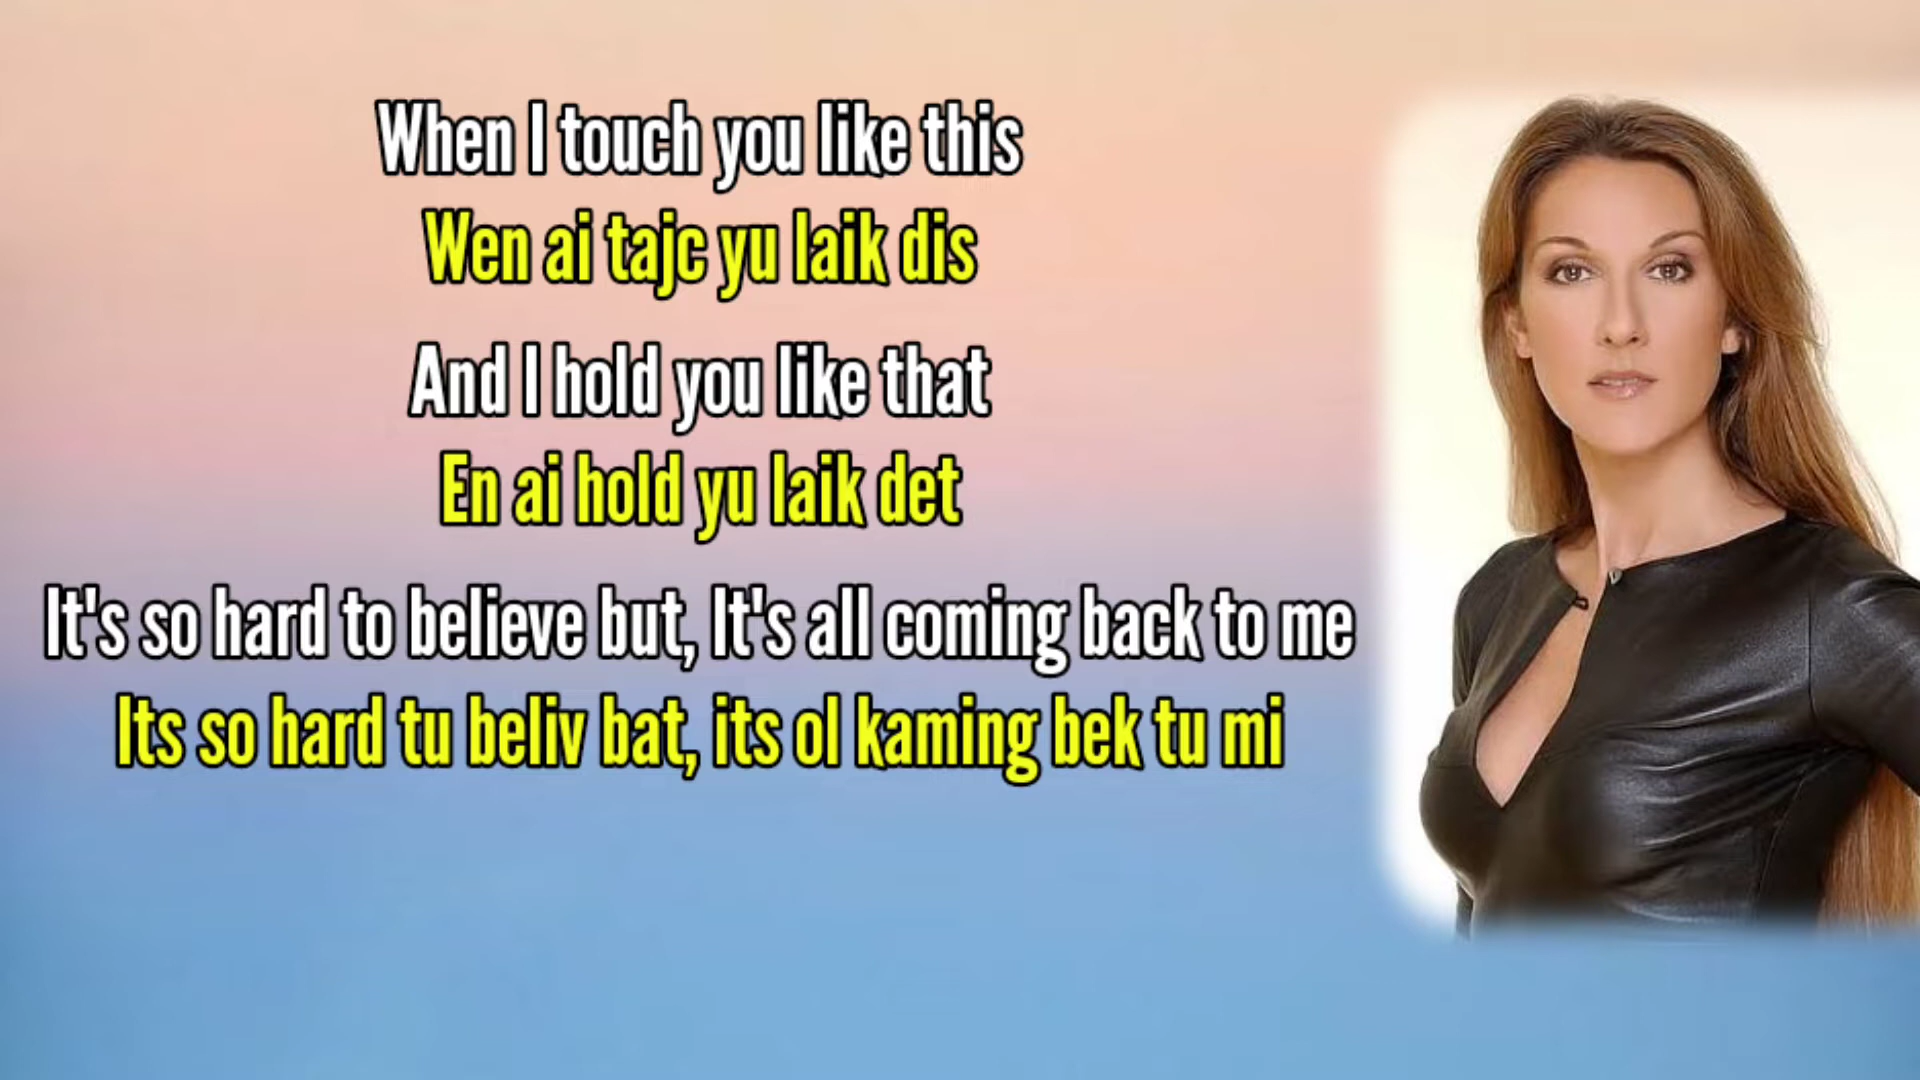 When I touch you like this
Wen ai tajc yu laik dis
And I hold you like that
En ai hold yu laik det
It's so hard to believe but, It's all coming back to me
Its so hard tu beliv bat, its ol kaming bek tu mi